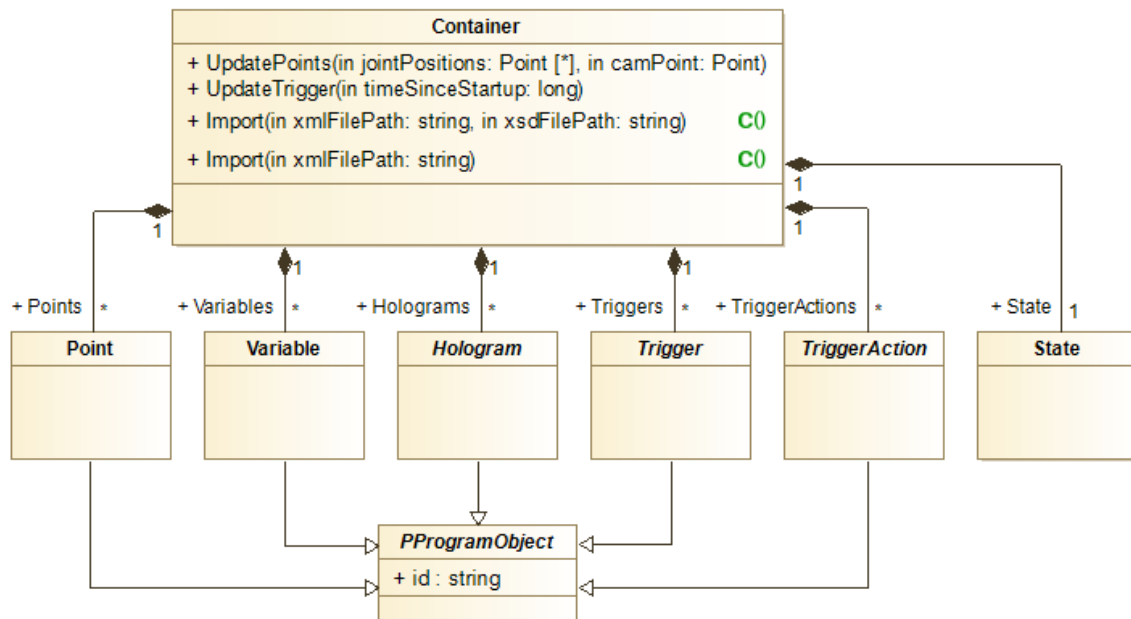 Container
+ UpdatePoints(in jointPositions: Point [*], in camPoint: Point)
+ UpdateTrigger(in timeSinceStartup: long)
+ Import(in xmlFilePath: string, in xsdFilePath: string) C()
+ Import(in xmlFilePath: string) C()
1
1
1 1 1 1
+ Points * + Variables * + Holograms * + Triggers * + TriggerActions * + State 1
Point Variable Hologram Trigger TriggerAction State
PProgramObject
+ id : string